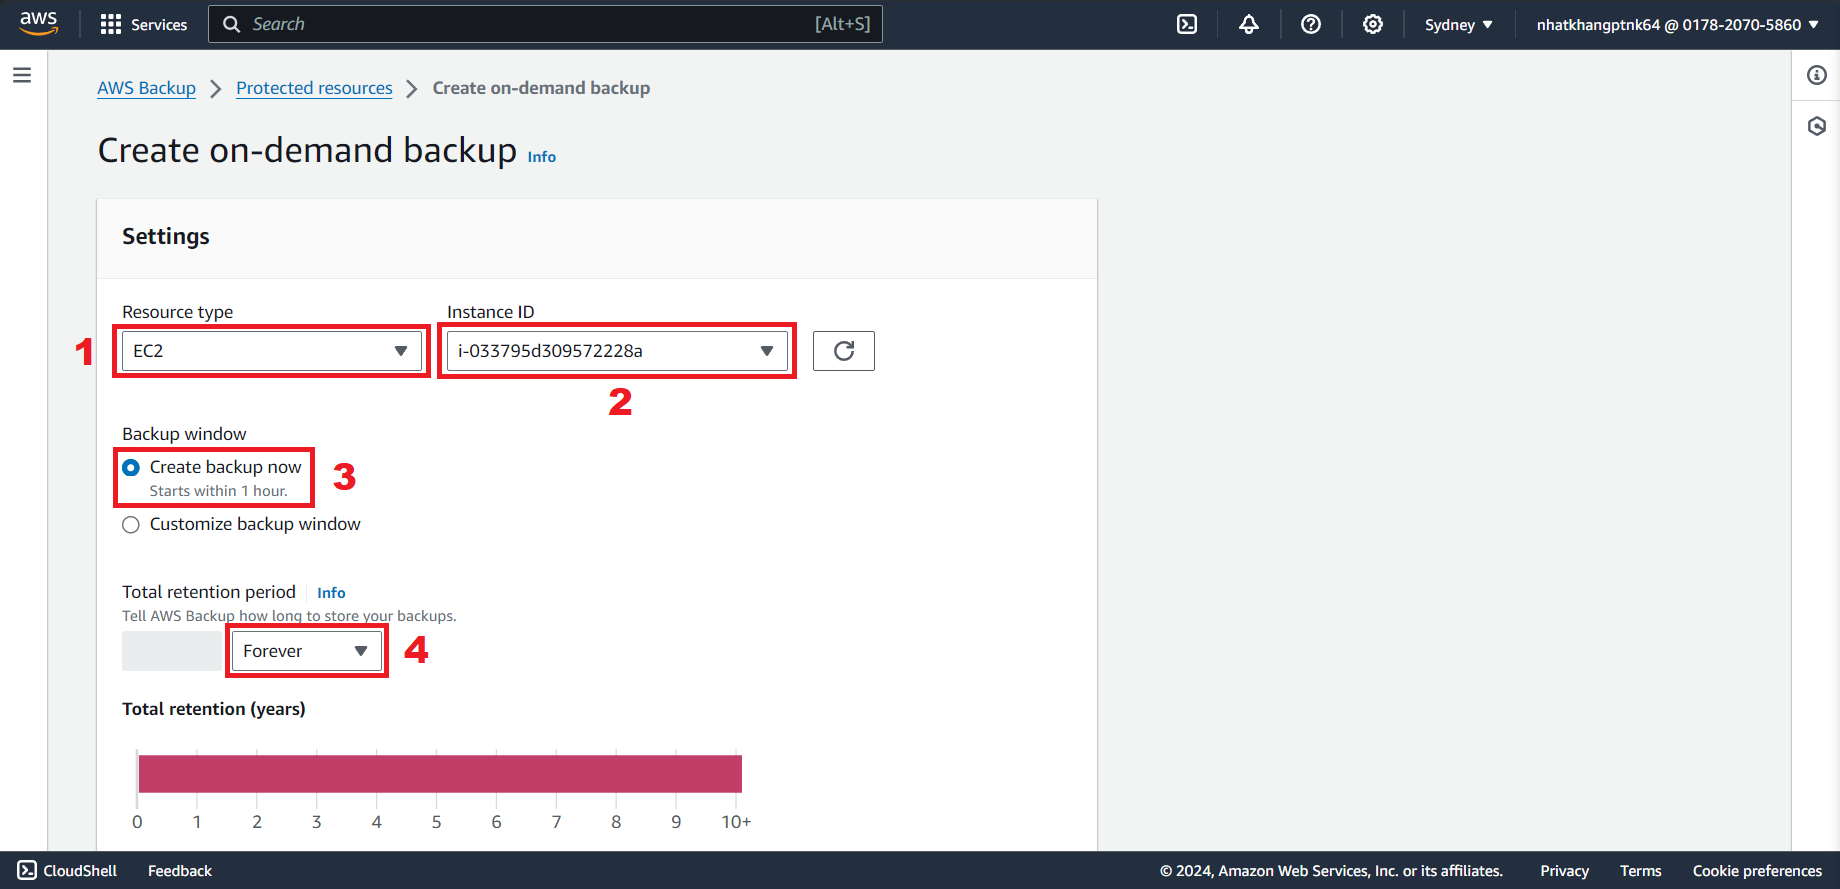 aws Services Search [Alt+S] Sydney nhatkhangptnk64 @ 0178-2070-5860
AWS Backup Protected resources Create on-demand backup
Create on-demand backup Info
Settings
Resource type Instance ID
1 EC2 i-033795d309572228a
2
Backup window
Create backup now
Starts within 1 hour.
3
Customize backup window
Total retention period Info
Tell AWS Backup how long to store your backups.
Forever 4
Total retention (years)
0 1 2 3 4 5 6 7 8 9 10+
CloudShell Feedback © 2024, Amazon Web Services, Inc. or its affiliates. Privacy Terms Cookie preferences